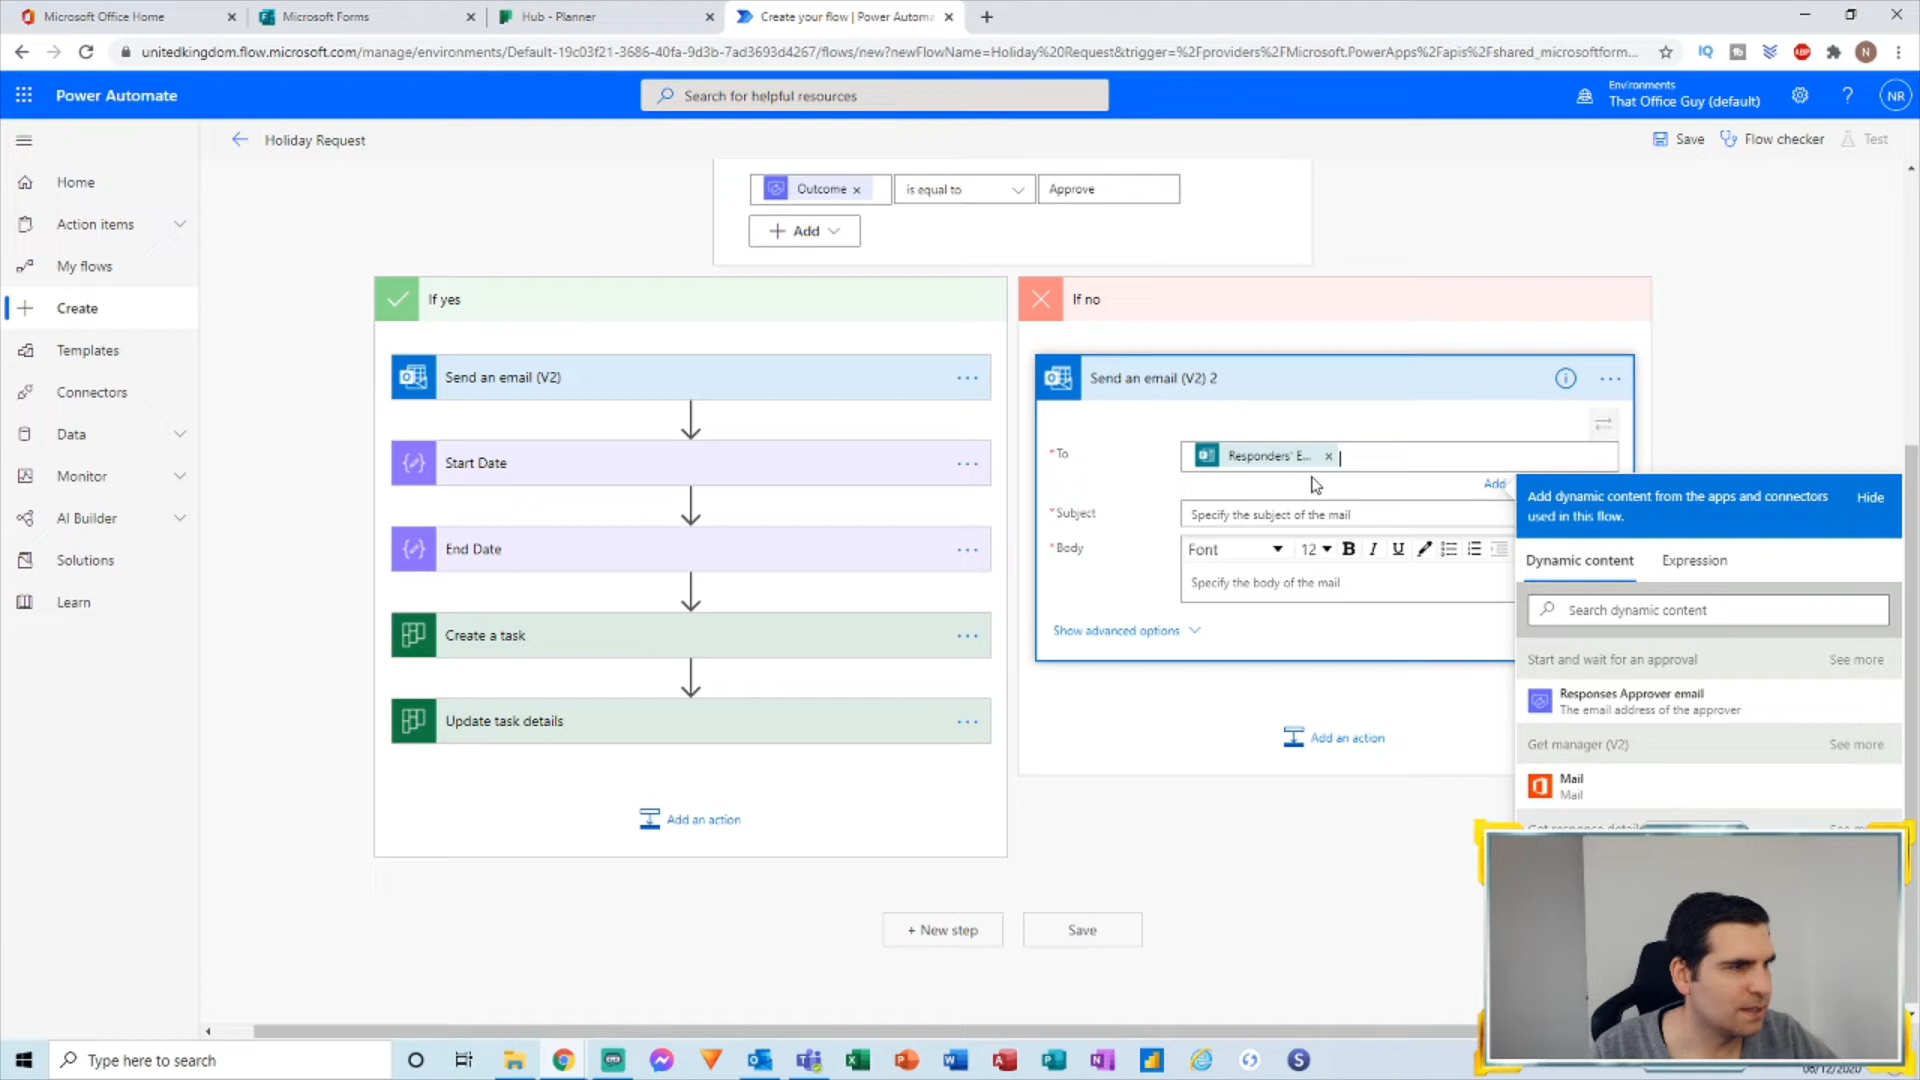 Microsoft Office Home
Microsoft Forms
Hub - Planner
Create your flow | Power Automa
unitedkingdom.flow.microsoft.com/manage/environments/Default-19c03f21-3686-40fa-9d3b-7ad3693d4267/flows/new?newFlowName=Holiday%20Request&trigger=%2Fproviders%2FMicrosoft.PowerApps%2Fapis%2Fshared_microsoftform...
N
Power Automate
Search for helpful resources
Environments
That Office Guy (default)
?
NR
Holiday Request
Save
Flow checker
Test
Home
Action items
My flows
Create
Templates
Connectors
Data
Monitor
AI Builder
Solutions
Learn
Outcome ×
is equal to
Approve
+ Add
If yes
Send an email (V2)
Start Date
End Date
Create a task
Update task details
Add an action
If no
Send an email (V2) 2
* To
Responders' E... ×
Add
* Subject
Specify the subject of the mail
* Body
Font
12
B
I
U
Specify the body of the mail
Show advanced options
Add an action
Add dynamic content from the apps and connectors used in this flow.
Hide
Dynamic content
Expression
Search dynamic content
Start and wait for an approval
See more
Responses Approver email
The email address of the approver
Get manager (V2)
See more
Mail
Mail
+ New step
Save
Type here to search